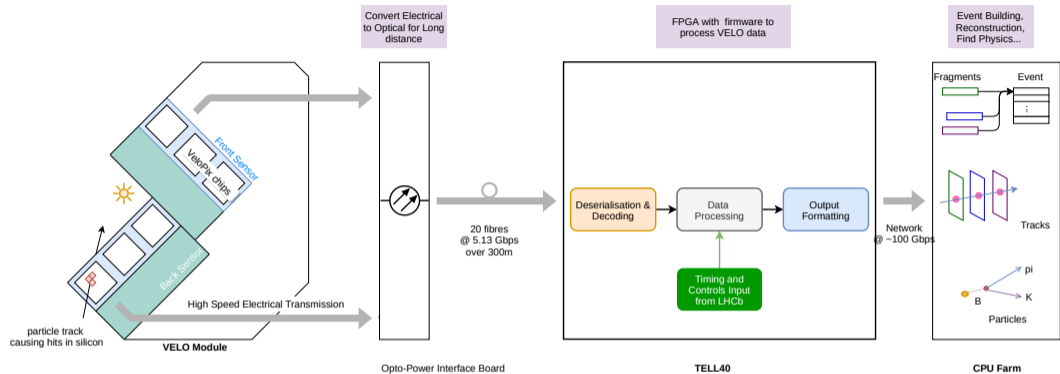 Convert Electrical
to Optical for Long
distance
FPGA with firmware to
process VELO data
Event Building,
Reconstruction,
Find Physics...
Front Sensor
VeloPix chips
Back Sensor
High Speed Electrical Transmission
particle track
causing hits in silicon
VELO Module
Opto-Power Interface Board
20 fibres
@ 5.13 Gbps
over 300m
Deserialisation &
Decoding
Data
Processing
Output
Formatting
Timing and
Controls Input
from LHCb
TELL40
Network
@ ~100 Gbps
Fragments
Event
⋮
Tracks
pi
B
K
Particles
CPU Farm